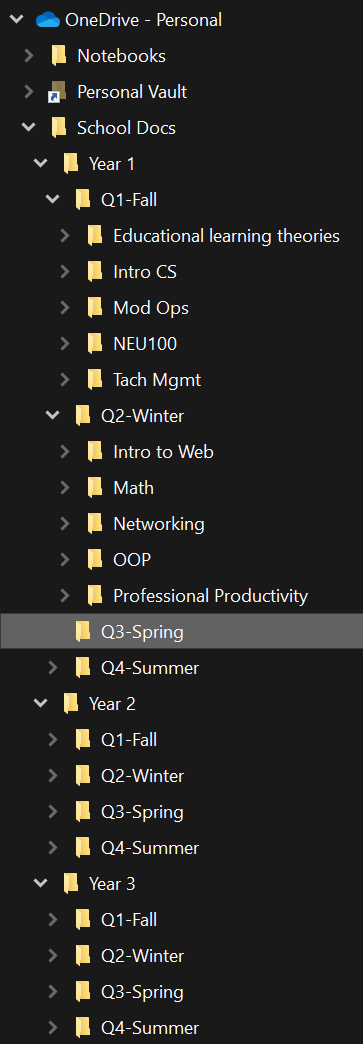 OneDrive - Personal
Notebooks
Personal Vault
School Docs
Year 1
Q1-Fall
Educational learning theories
Intro CS
Mod Ops
NEU100
Tach Mgmt
Q2-Winter
Intro to Web
Math
Networking
OOP
Professional Productivity
Q3-Spring
Q4-Summer
Year 2
Q1-Fall
Q2-Winter
Q3-Spring
Q4-Summer
Year 3
Q1-Fall
Q2-Winter
Q3-Spring
Q4-Summer